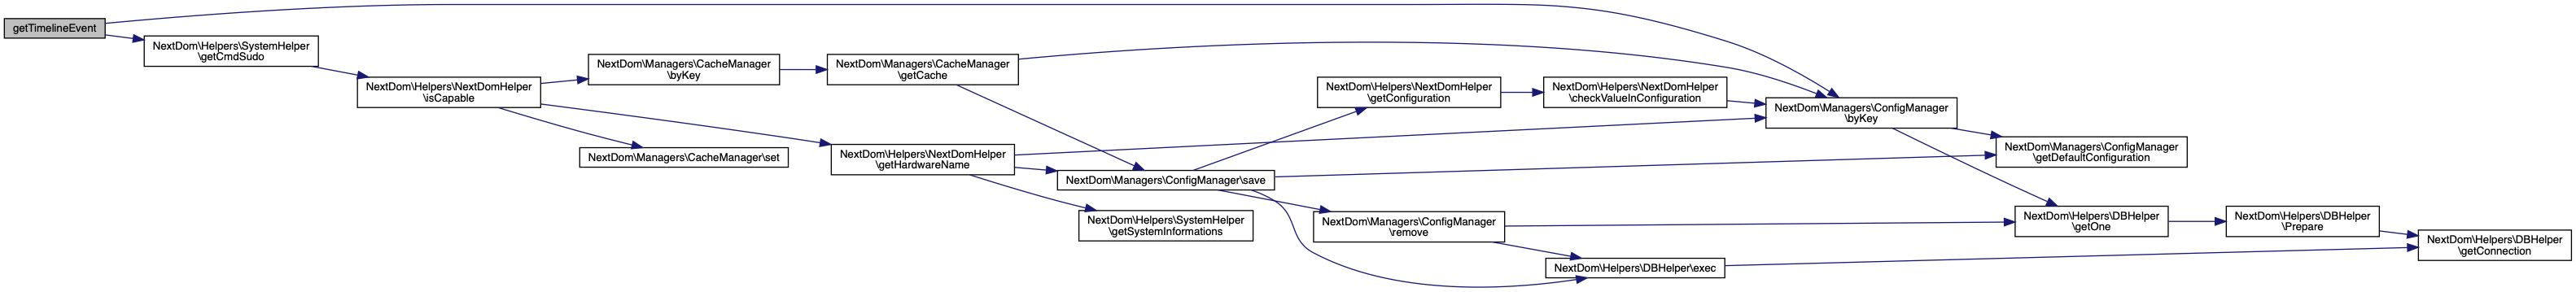 getTimelineEvent
NextDom\Helpers\SystemHelper
\getCmdSudo
NextDom\Helpers\NextDomHelper
\isCapable
NextDom\Managers\CacheManager
\byKey
NextDom\Managers\CacheManager
\getCache
NextDom\Managers\CacheManager\set
NextDom\Helpers\NextDomHelper
\getHardwareName
NextDom\Managers\ConfigManager\save
NextDom\Helpers\SystemHelper
\getSystemInformations
NextDom\Helpers\NextDomHelper
\getConfiguration
NextDom\Helpers\NextDomHelper
\checkValueInConfiguration
NextDom\Managers\ConfigManager
\remove
NextDom\Helpers\DBHelper\exec
NextDom\Managers\ConfigManager
\byKey
NextDom\Managers\ConfigManager
\getDefaultConfiguration
NextDom\Helpers\DBHelper
\getOne
NextDom\Helpers\DBHelper
\Prepare
NextDom\Helpers\DBHelper
\getConnection